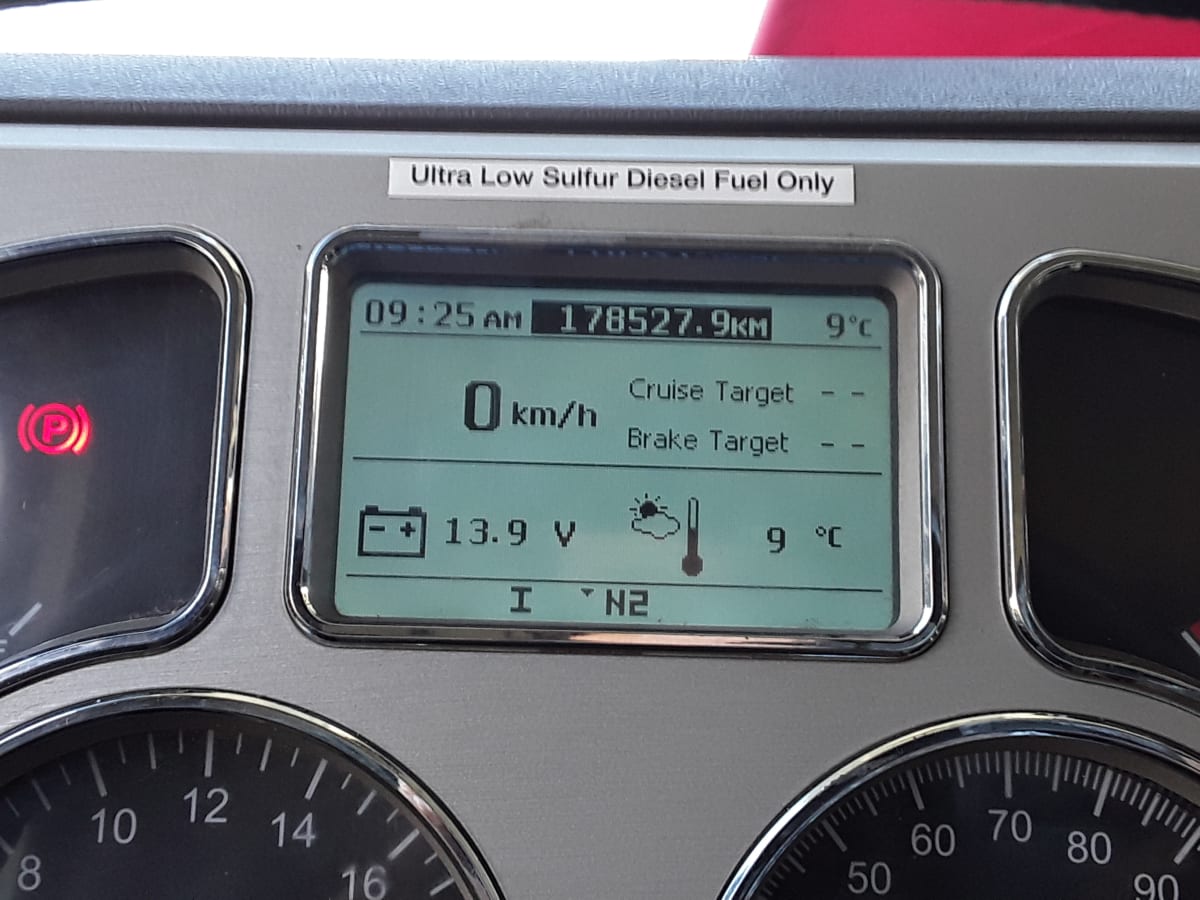 Ultra Low Sulfur Diesel Fuel Only
09:25 AM 178527.9KM 9°C
0 km/h
Cruise Target - -
Brake Target - -
P
- + 13.9 V 9 °C
I N2
8 10 12 14 16
50 60 70 80 90